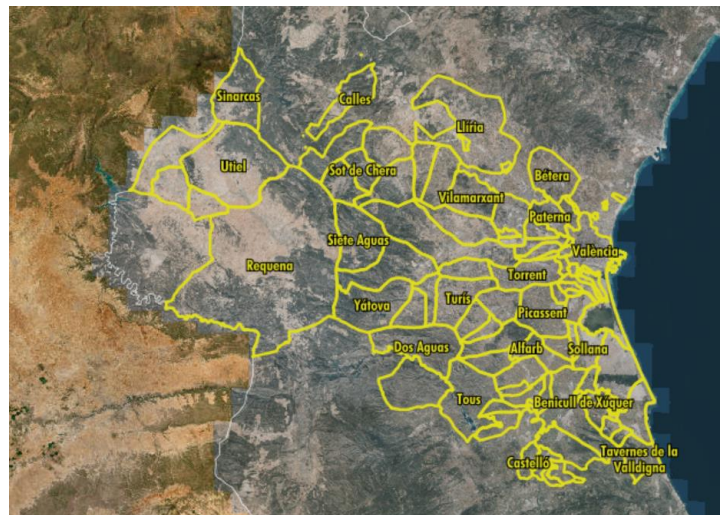 Sinarcas
Calles
Llíria
Utiel
Sot de Chera
Bétera
Vilamarxant
Paterna
Siete Aguas
València
Requena
Torrent
Yátova
Turís
Picassent
Dos Aguas
Alfarb
Sollana
Tous
Benicull de Xúquer
Castelló
Tavernes de la
Valldigna